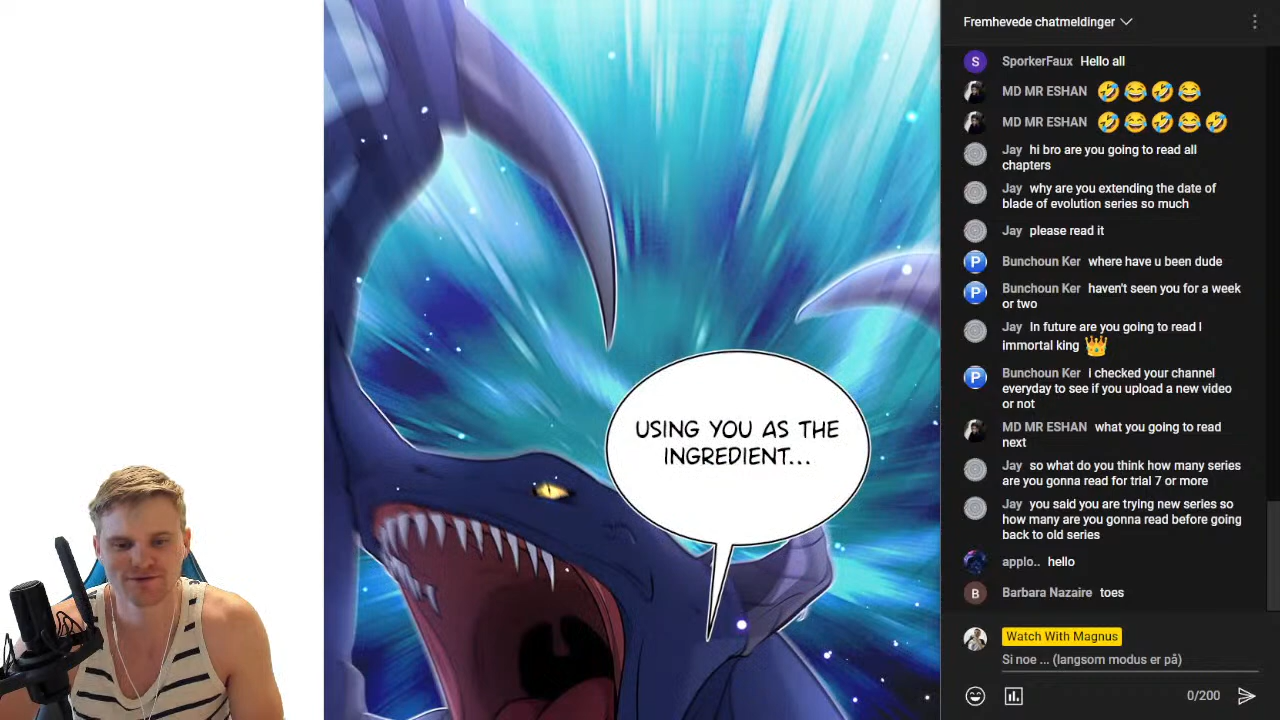 USING YOU AS THE
INGREDIENT...
Fremhevede chatmeldinger
S SporkerFaux Hello all
MD MR ESHAN 🤣😂🤣😂
MD MR ESHAN 🤣😂🤣😂🤣
Jay hi bro are you going to read all
chapters
Jay why are you extending the date of
blade of evolution series so much
Jay please read it
P Bunchoun Ker where have u been dude
P Bunchoun Ker haven't seen you for a week
or two
Jay In future are you going to read I
immortal king 👑
P Bunchoun Ker I checked your channel
everyday to see if you upload a new video
or not
MD MR ESHAN what you going to read
next
Jay so what do you think how many series
are you gonna read for trial 7 or more
Jay you said you are trying new series so
how many are you gonna read before going
back to old series
applo.. hello
B Barbara Nazaire toes
Watch With Magnus
Si noe ... (langsom modus er på)
0/200